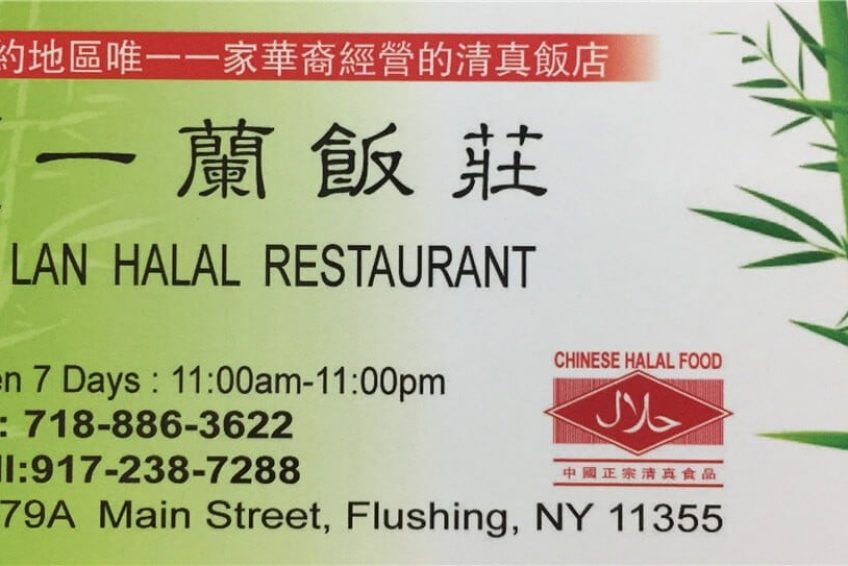 約地區唯一一家華裔經營的清真飯店
一蘭飯莊
LAN HALAL RESTAURANT
en 7 Days : 11:00am-11:00pm
: 718-886-3622
ll:917-238-7288
79A Main Street, Flushing, NY 11355
CHINESE HALAL FOOD
حلال
中國正宗清真食品